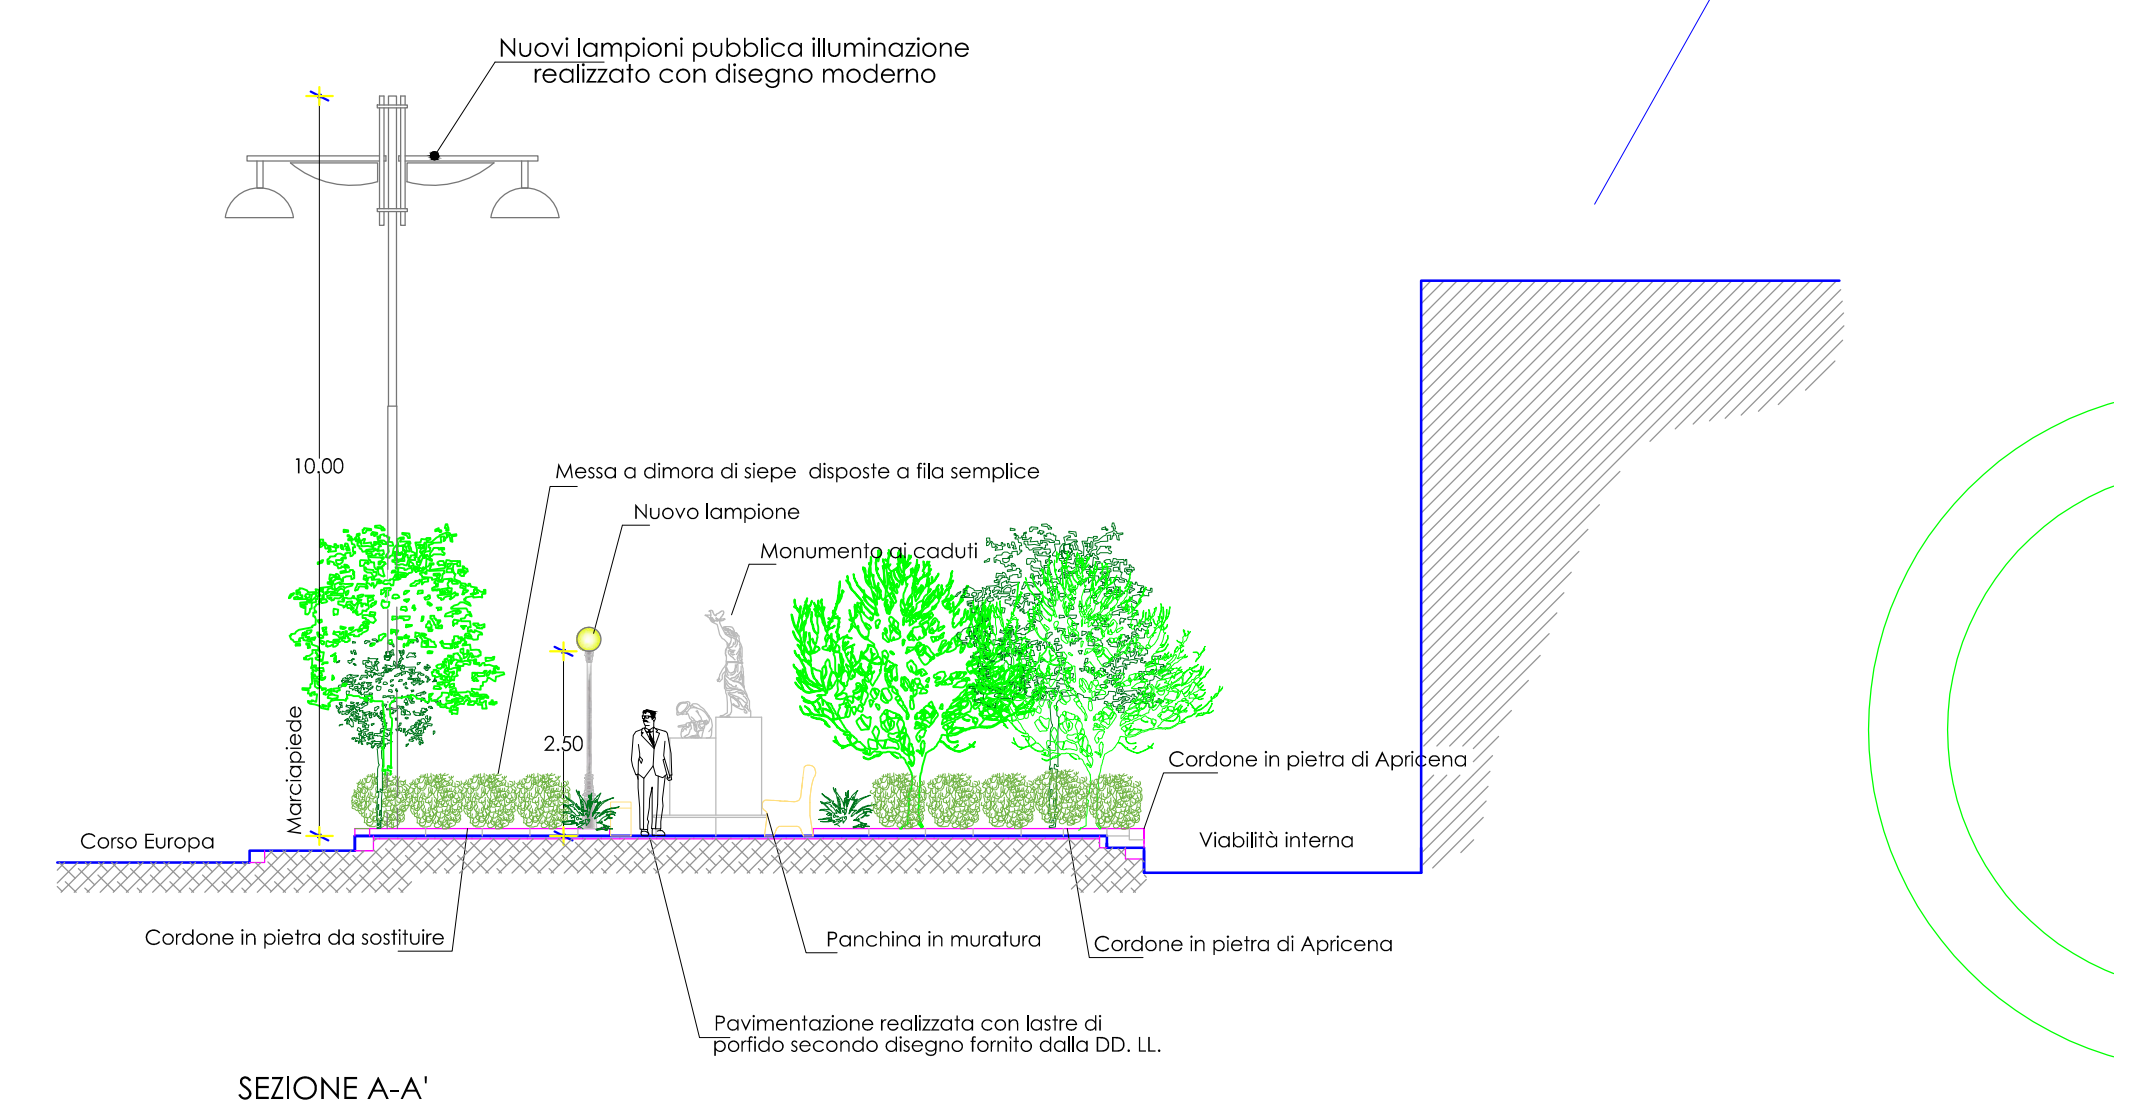 Nuovi lampioni pubblica illuminazione
realizzato con disegno moderno
10.00
Messa a dimora di siepe disposte a fila semplice
Nuovo lampione
Monumento ai caduti
2.50
Marciapiede
Cordone in pietra di Apricena
Corso Europa
Viabilità interna
Cordone in pietra da sostituire
Panchina in muratura
Cordone in pietra di Apricena
Pavimentazione realizzata con lastre di
porfido secondo disegno fornito dalla DD. LL.
SEZIONE A-A'